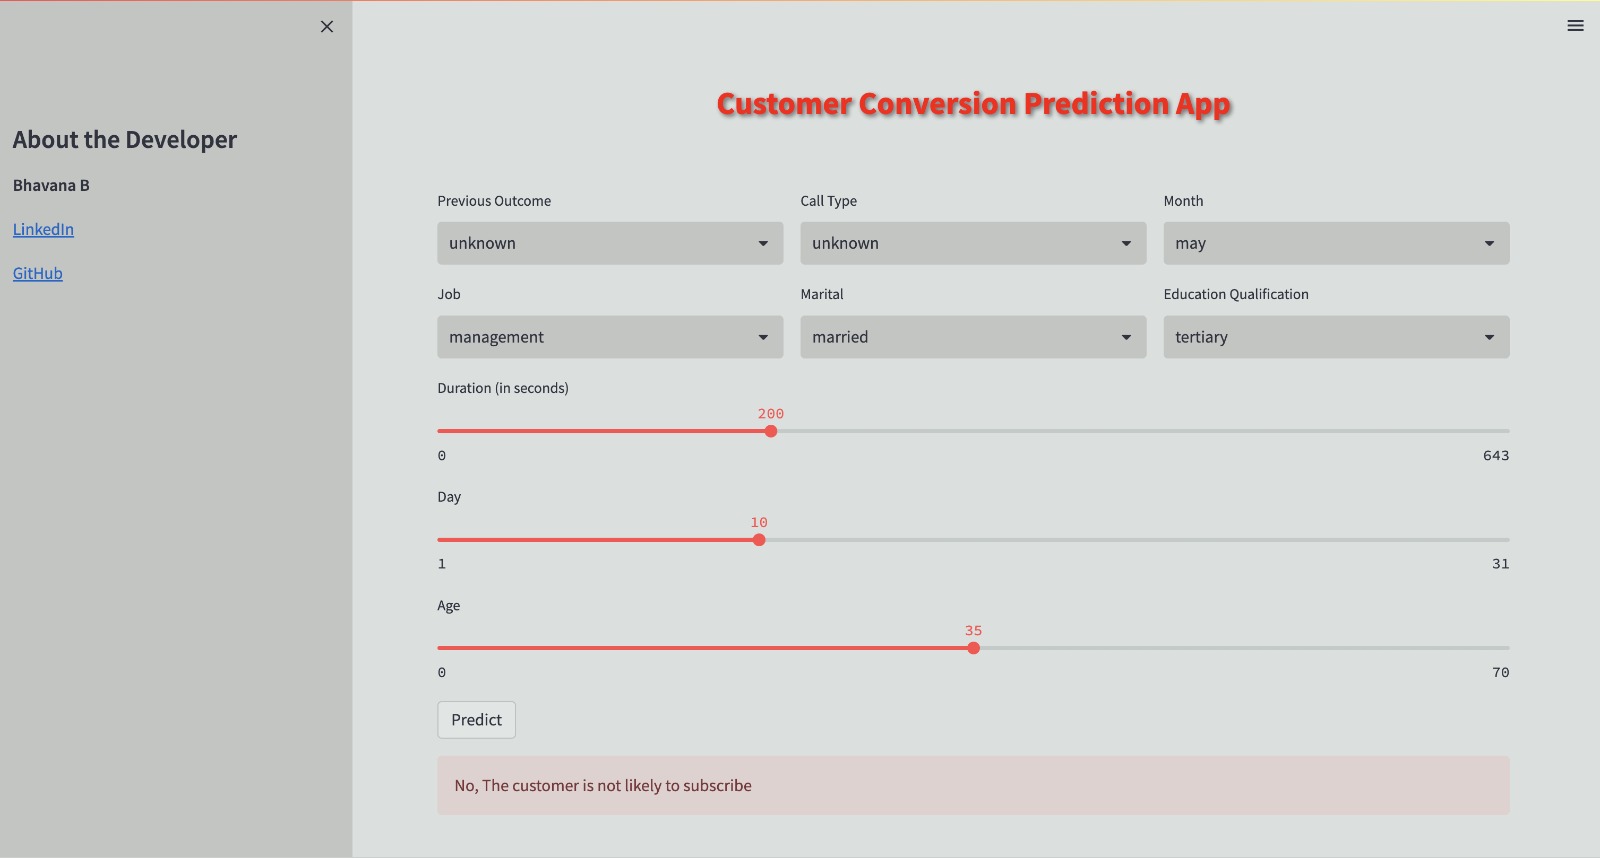 About the Developer
Bhavana B
LinkedIn
GitHub
Customer Conversion Prediction App
Previous Outcome
Call Type
Month
unknown
unknown
may
Job
Marital
Education Qualification
management
married
tertiary
Duration (in seconds)
200
0
643
Day
10
1
31
Age
35
0
70
Predict
No, The customer is not likely to subscribe